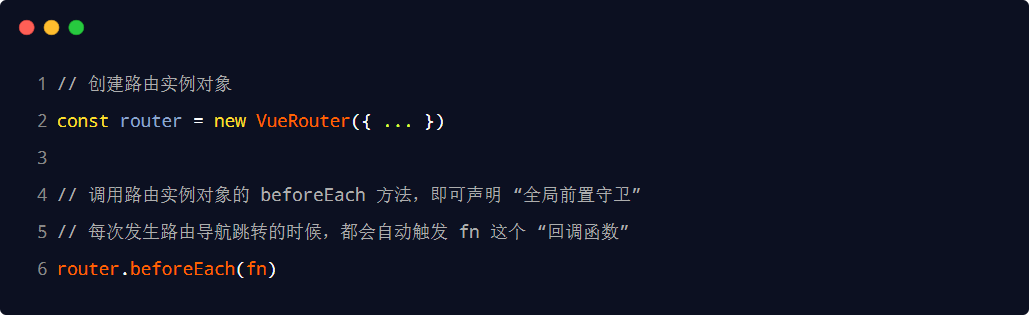 1 // 创建路由实例对象
2 const router = new VueRouter({ ... })
3
4 // 调用路由实例对象的 beforeEach 方法，即可声明 “全局前置守卫”
5 // 每次发生路由导航跳转的时候，都会自动触发 fn 这个 “回调函数”
6 router.beforeEach(fn)